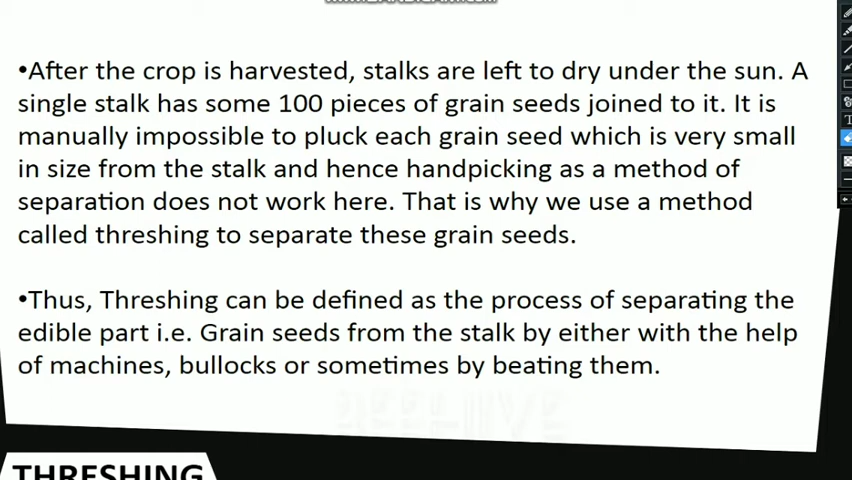 •After the crop is harvested, stalks are left to dry under the sun. A
single stalk has some 100 pieces of grain seeds joined to it. It is
manually impossible to pluck each grain seed which is very small
in size from the stalk and hence handpicking as a method of
separation does not work here. That is why we use a method
called threshing to separate these grain seeds.
•Thus, Threshing can be defined as the process of separating the
edible part i.e. Grain seeds from the stalk by either with the help
of machines, bullocks or sometimes by beating them.
THRESHING